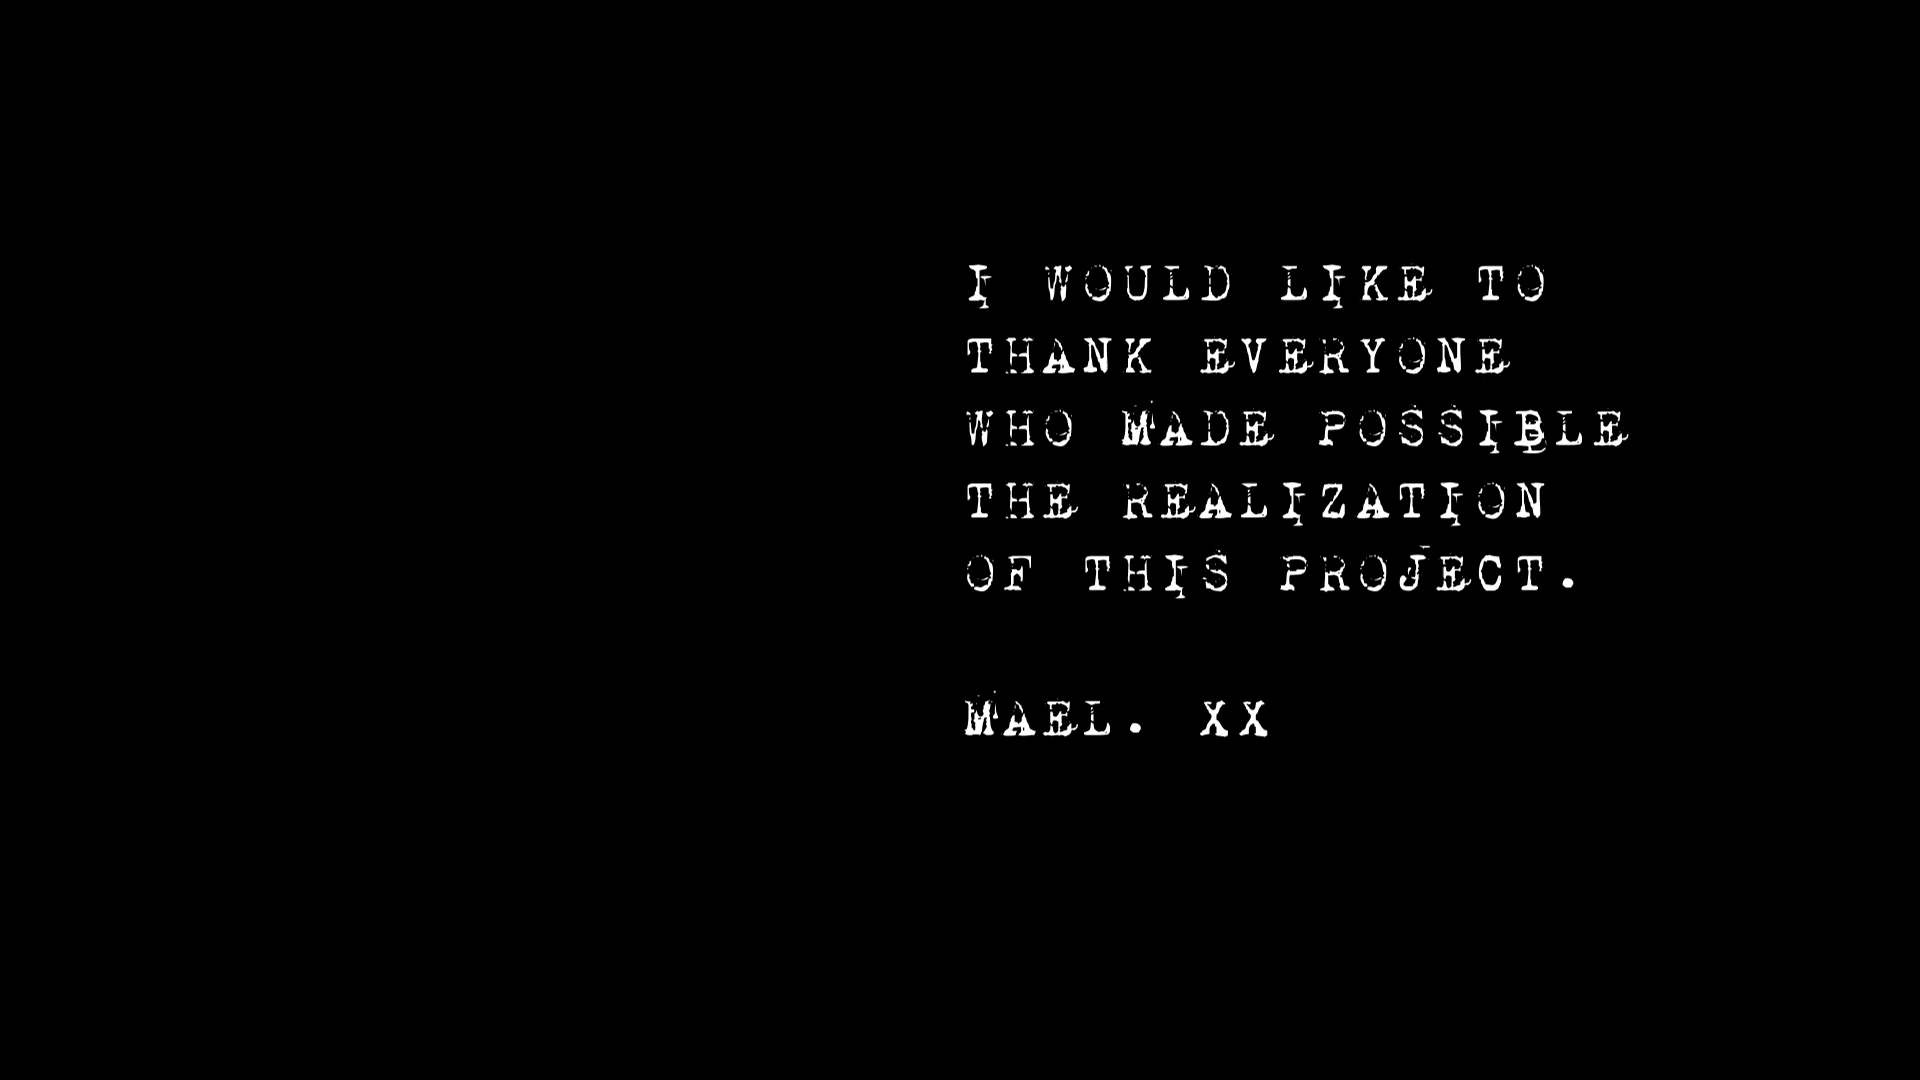 I WOULD LIKE TO
THANK EVERYONE
WHO MADE POSSIBLE
THE REALIZATION
OF THIS PROJECT.
MAEL. XX